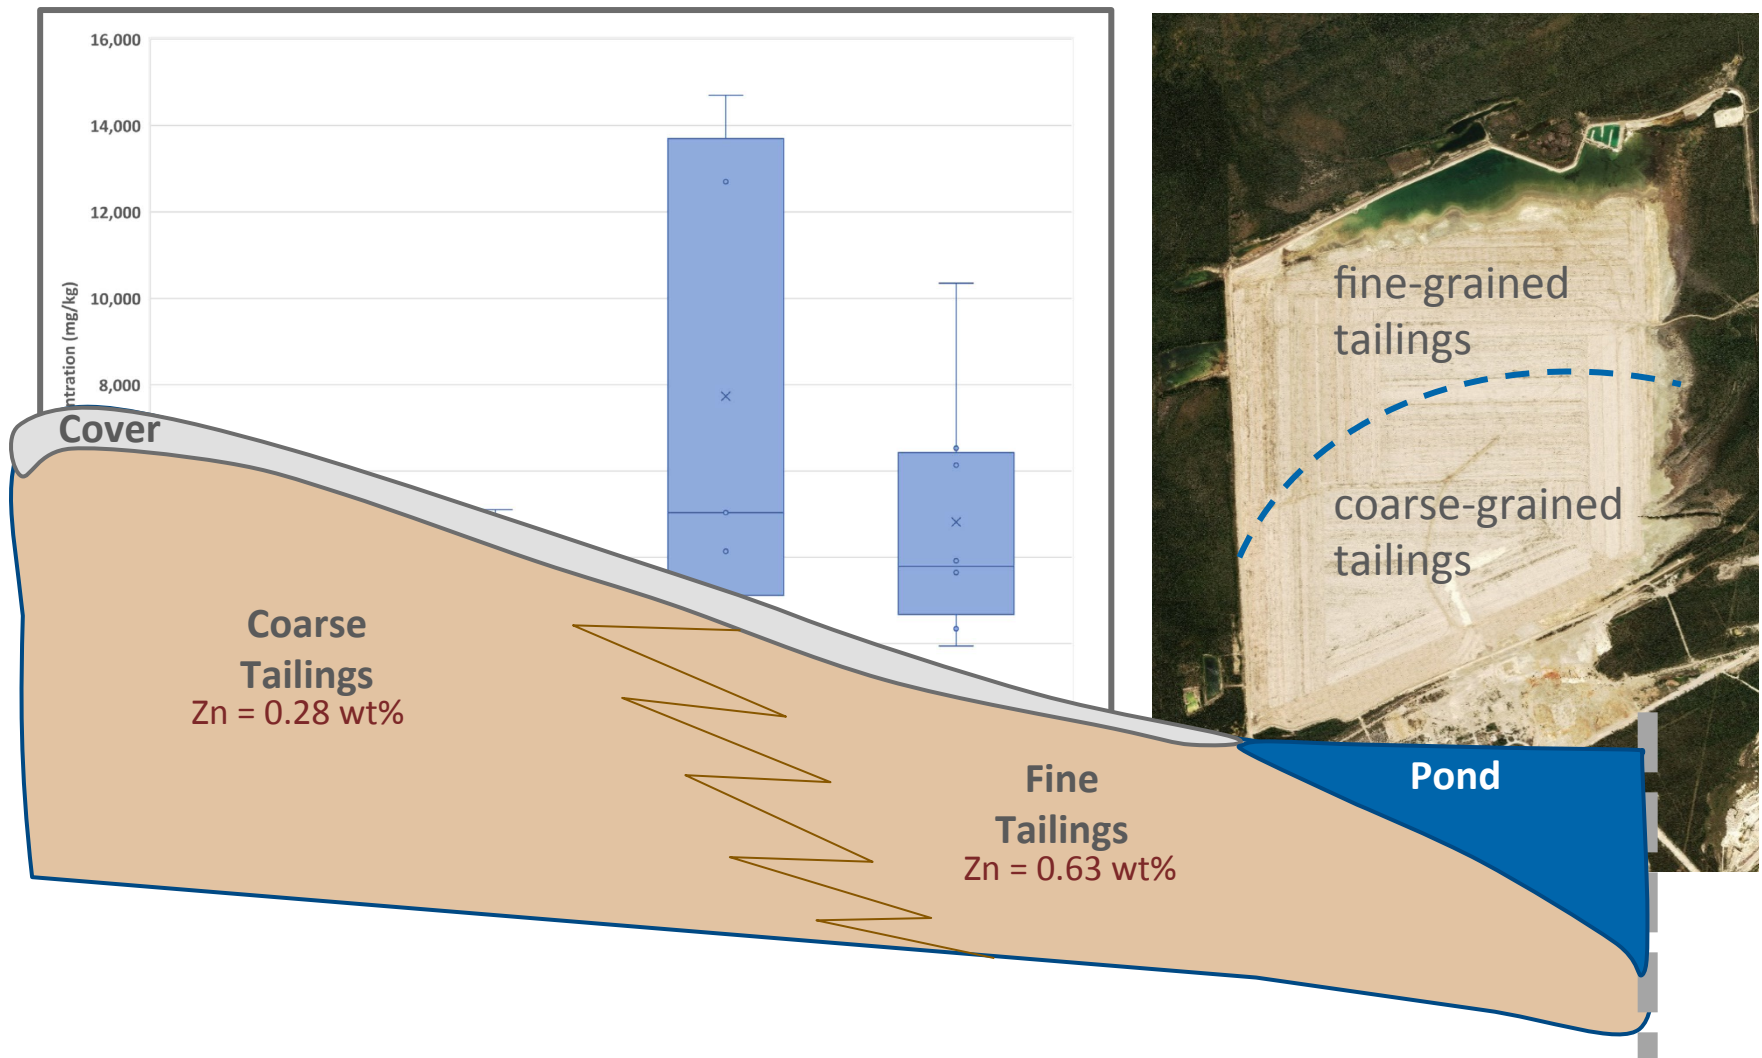 16,000
14,000
12,000
10,000
8,000
ntration (mg/kg)
Cover
Coarse
Tailings
Zn = 0.28 wt%
Fine
Tailings
Zn = 0.63 wt%
Pond
fine-grained
tailings
coarse-grained
tailings